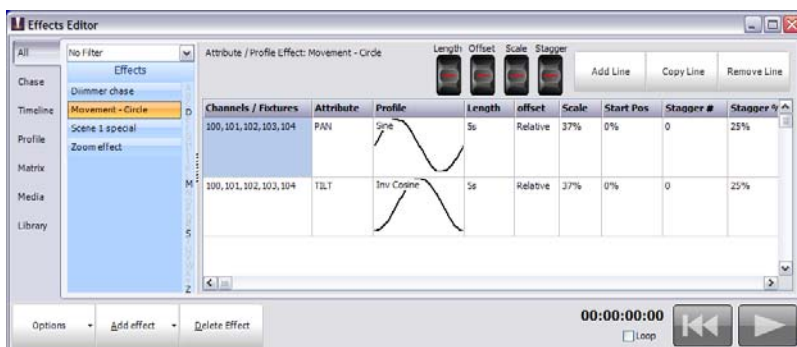 Effects Editor
All
Chase
Timeline
Profile
Matrix
Media
Library
No Filter
Effects
Diimmer chase
Movement - Circle
Scene 1 special
Zoom effect
D
M
S
Z
Attribute / Profile Effect: Movement - Circle
Length Offset Scale Stagger
Add Line Copy Line Remove Line
Channels / Fixtures Attribute Profile Length offset Scale Start Pos Stagger # Stagger %
100,101,102,103,104 PAN Sine 5s Relative 37% 0% 0 25%
100,101,102,103,104 TILT Inv Cosine 5s Relative 37% 0% 0 25%
Options Add effect Delete Effect
00:00:00:00
Loop